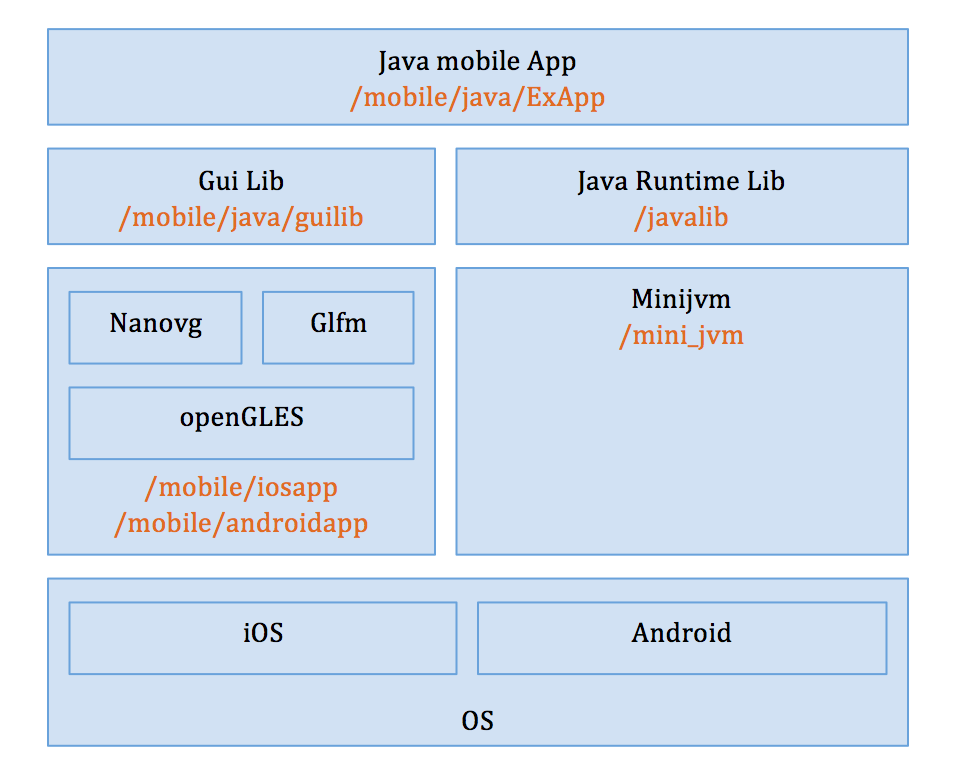 Java mobile App
/mobile/java/ExApp
Gui Lib
/mobile/java/guilib
Java Runtime Lib
/javalib
Nanovg
Glfm
openGLES
/mobile/iosapp
/mobile/androidapp
Minijvm
/mini_jvm
iOS
Android
OS